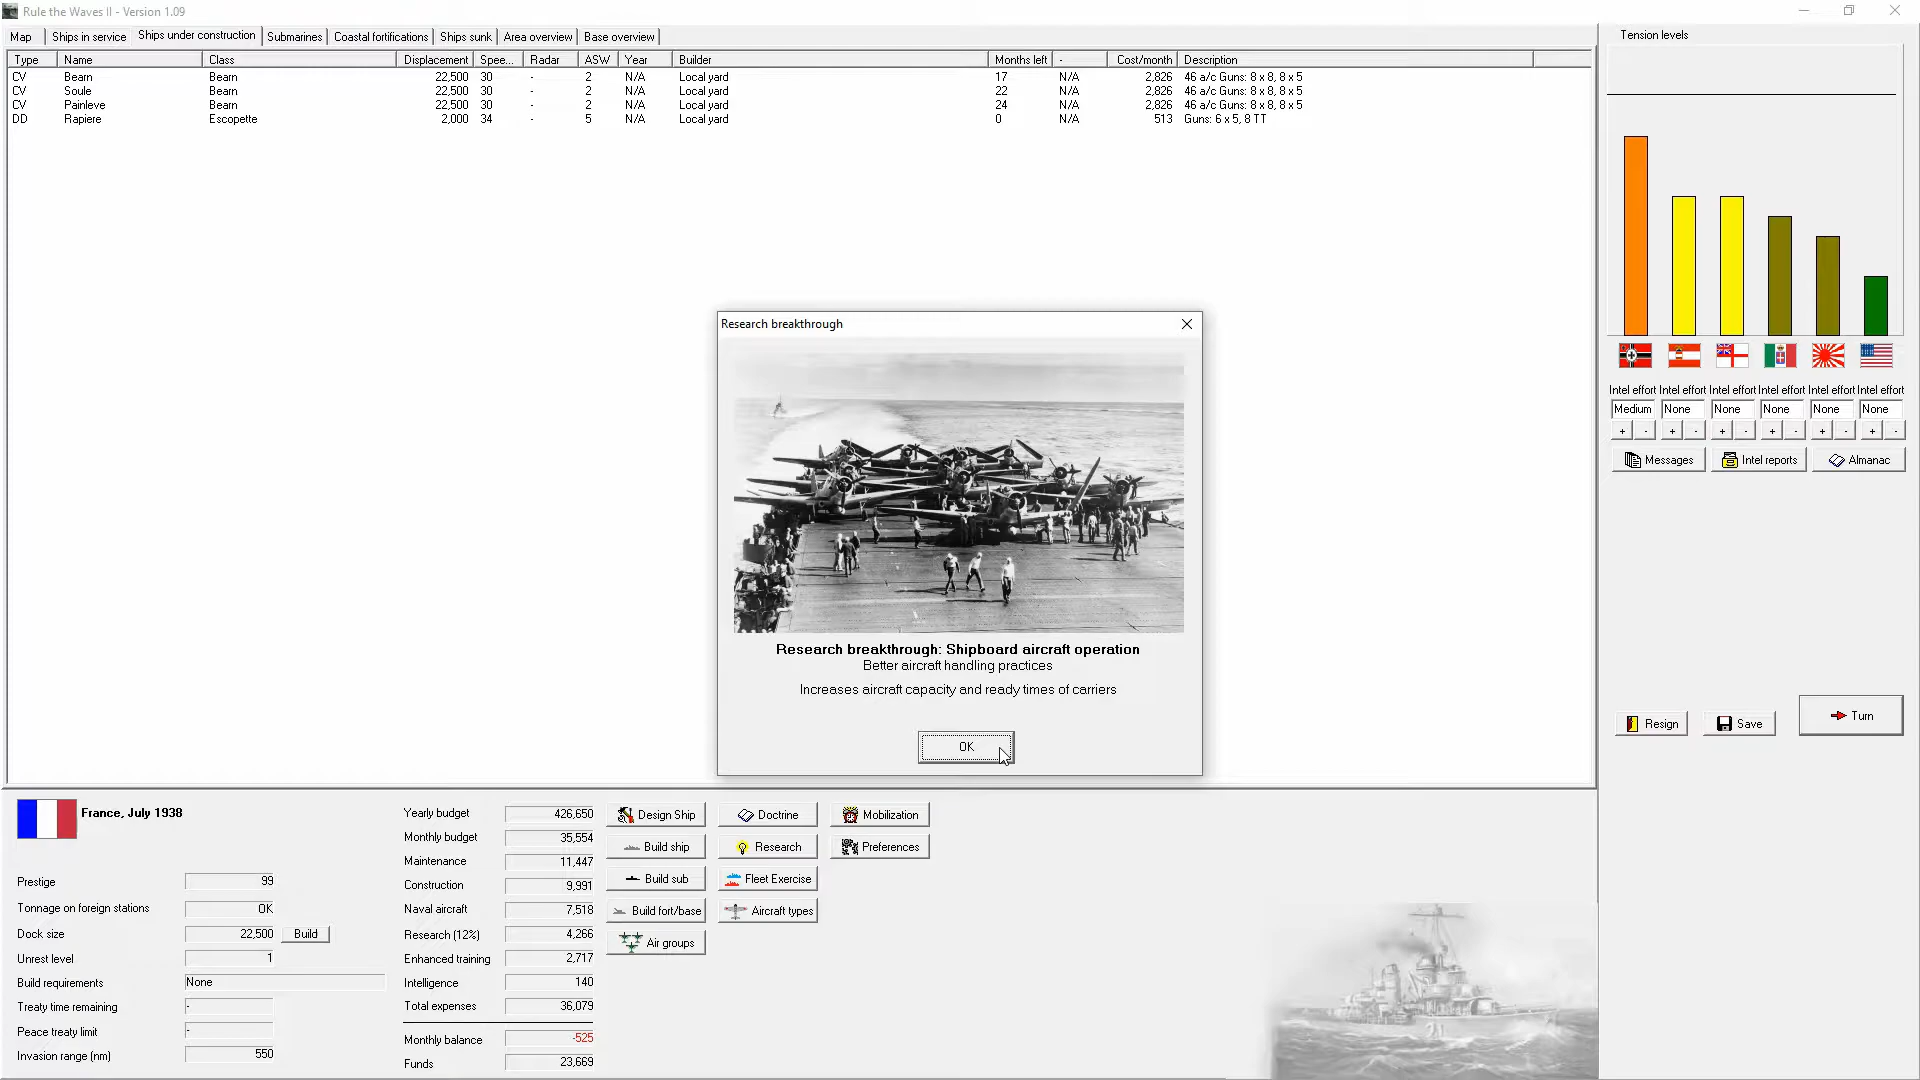 Rule the Waves II - Version 1.09
Map Ships in service Ships under construction Submarines Coastal fortifications Ships sunk Area overview Base overview
Type Name Class Displacement Spee... Radar ASW Year Builder Months left - Cost/month Description
CV Bearn Bearn 22,500 30 - 2 N/A Local yard 17 N/A 2,826 46 a/c Guns: 8 x 8, 8 x 5
CV Soule Bearn 22,500 30 - 2 N/A Local yard 22 N/A 2,826 46 a/c Guns: 8 x 8, 8 x 5
CV Painleve Bearn 22,500 30 - 2 N/A Local yard 24 N/A 2,826 46 a/c Guns: 8 x 8, 8 x 5
DD Rapiere Escopette 2,000 34 - 5 N/A Local yard 0 N/A 513 Guns: 6 x 5, 8 TT
Research breakthrough
Research breakthrough: Shipboard aircraft operation
Better aircraft handling practices
Increases aircraft capacity and ready times of carriers
OK
Tension levels
Intel effort Intel effort Intel effort Intel effort Intel effort Intel effort
Medium None None None None None
+ - + - + - + - + - + -
Messages Intel reports Almanac
Resign Save Turn
France, July 1938
Prestige 99
Tonnage on foreign stations OK
Dock size 22,500 Build
Unrest level 1
Build requirements None
Treaty time remaining -
Peace treaty limit -
Invasion range (nm) 550
Yearly budget 426,650
Monthly budget 35,554
Maintenance 11,447
Construction 9,991
Naval aircraft 7,518
Research (12%) 4,266
Enhanced training 2,717
Intelligence 140
Total expenses 36,079
Monthly balance -525
Funds 23,669
Design Ship Doctrine Mobilization
Build ship Research Preferences
Build sub Fleet Exercise
Build fort/base Aircraft types
Air groups